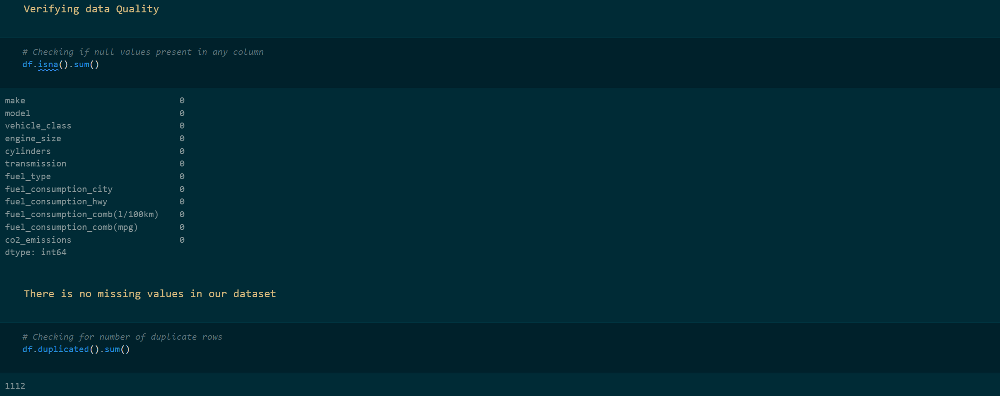 Verifying data Quality
# Checking if null values present in any column
df.isna().sum()
make 0
model 0
vehicle_class 0
engine_size 0
cylinders 0
transmission 0
fuel_type 0
fuel_consumption_city 0
fuel_consumption_hwy 0
fuel_consumption_comb(l/100km) 0
fuel_consumption_comb(mpg) 0
co2_emissions 0
dtype: int64
There is no missing values in our dataset
# Checking for number of duplicate rows
df.duplicated().sum()
1112